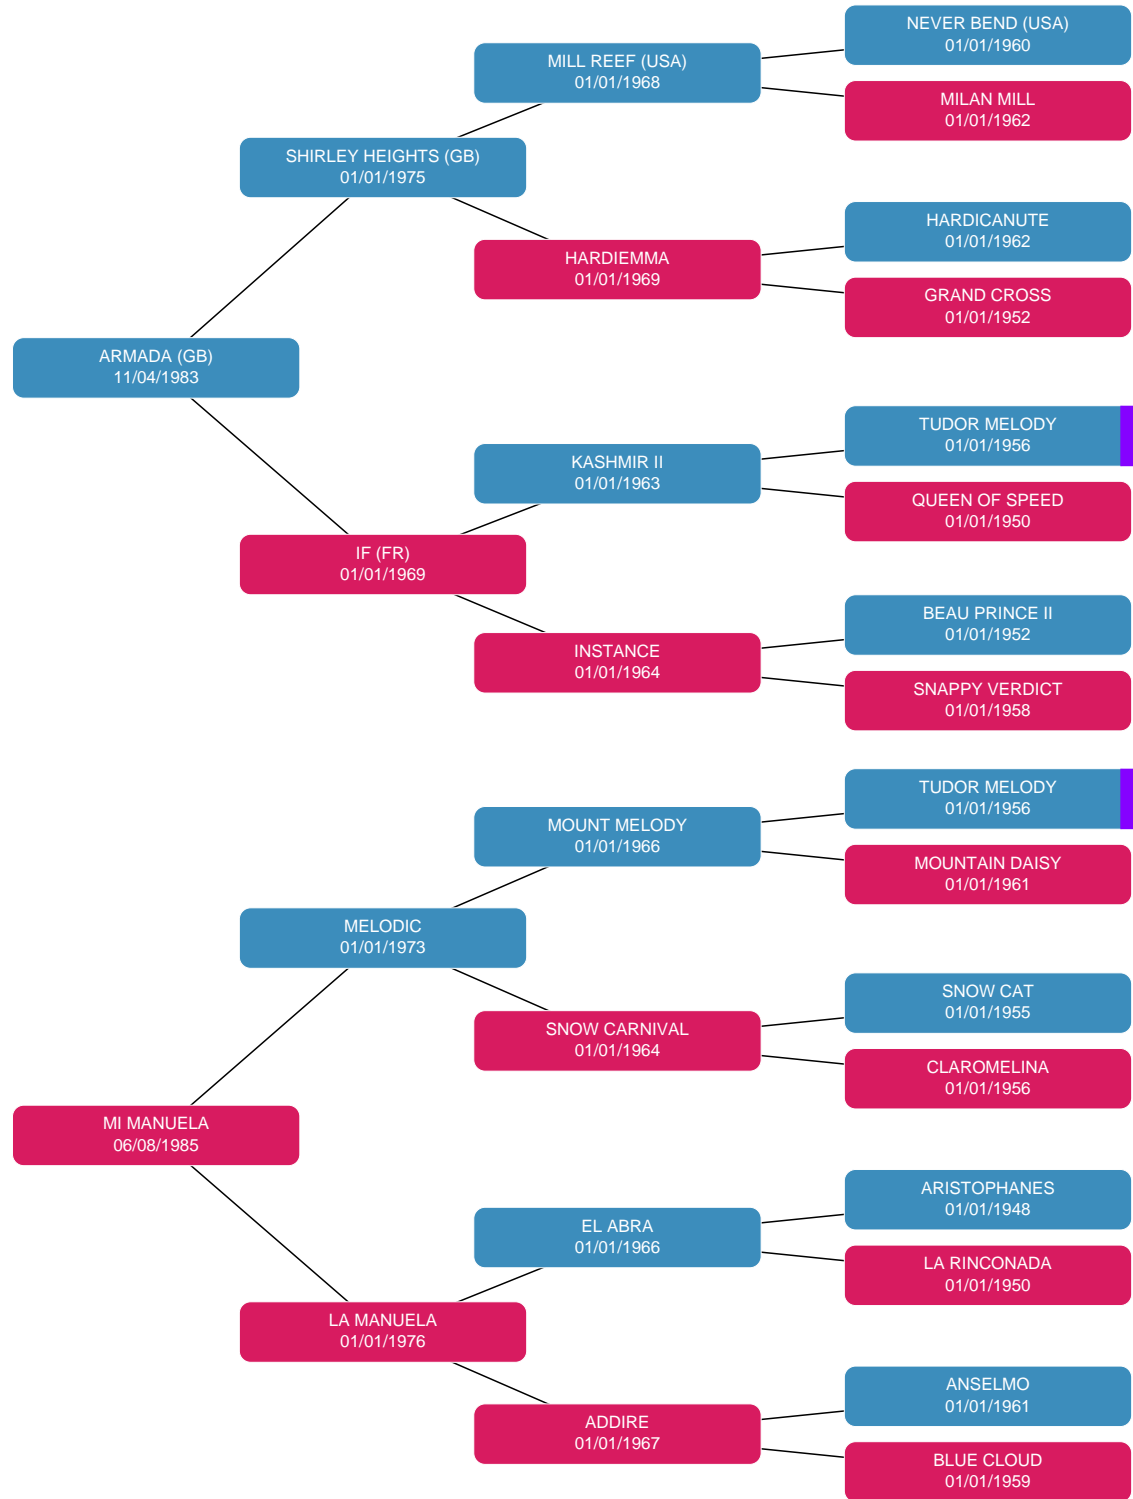 NEVER BEND (USA)
01/01/1960
MILL REEF (USA)
01/01/1968
MILAN MILL
01/01/1962
SHIRLEY HEIGHTS (GB)
01/01/1975
HARDICANUTE
01/01/1962
HARDIEMMA
01/01/1969
GRAND CROSS
01/01/1952
ARMADA (GB)
11/04/1983
TUDOR MELODY
01/01/1956
KASHMIR II
01/01/1963
QUEEN OF SPEED
01/01/1950
IF (FR)
01/01/1969
BEAU PRINCE II
01/01/1952
INSTANCE
01/01/1964
SNAPPY VERDICT
01/01/1958
TUDOR MELODY
01/01/1956
MOUNT MELODY
01/01/1966
MOUNTAIN DAISY
01/01/1961
MELODIC
01/01/1973
SNOW CAT
01/01/1955
SNOW CARNIVAL
01/01/1964
CLAROMELINA
01/01/1956
MI MANUELA
06/08/1985
ARISTOPHANES
01/01/1948
EL ABRA
01/01/1966
LA RINCONADA
01/01/1950
LA MANUELA
01/01/1976
ANSELMO
01/01/1961
ADDIRE
01/01/1967
BLUE CLOUD
01/01/1959